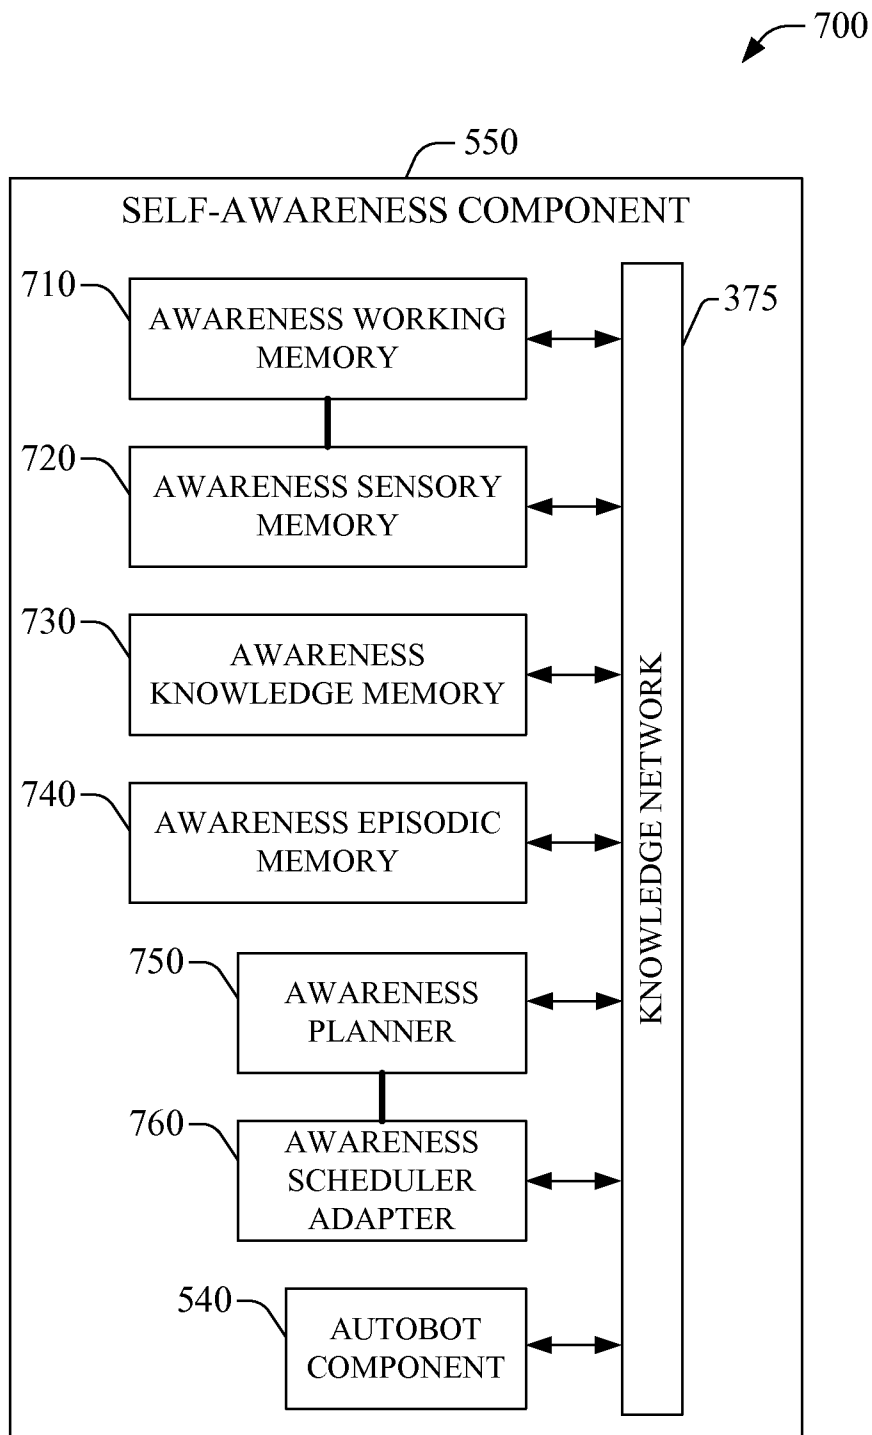 700
550
SELF-AWARENESS COMPONENT
710
AWARENESS WORKING
MEMORY
375
720
AWARENESS SENSORY
MEMORY
730
AWARENESS
KNOWLEDGE MEMORY
KNOWLEDGE NETWORK
740
AWARENESS EPISODIC
MEMORY
750
AWARENESS
PLANNER
760
AWARENESS
SCHEDULER
ADAPTER
540
AUTOBOT
COMPONENT